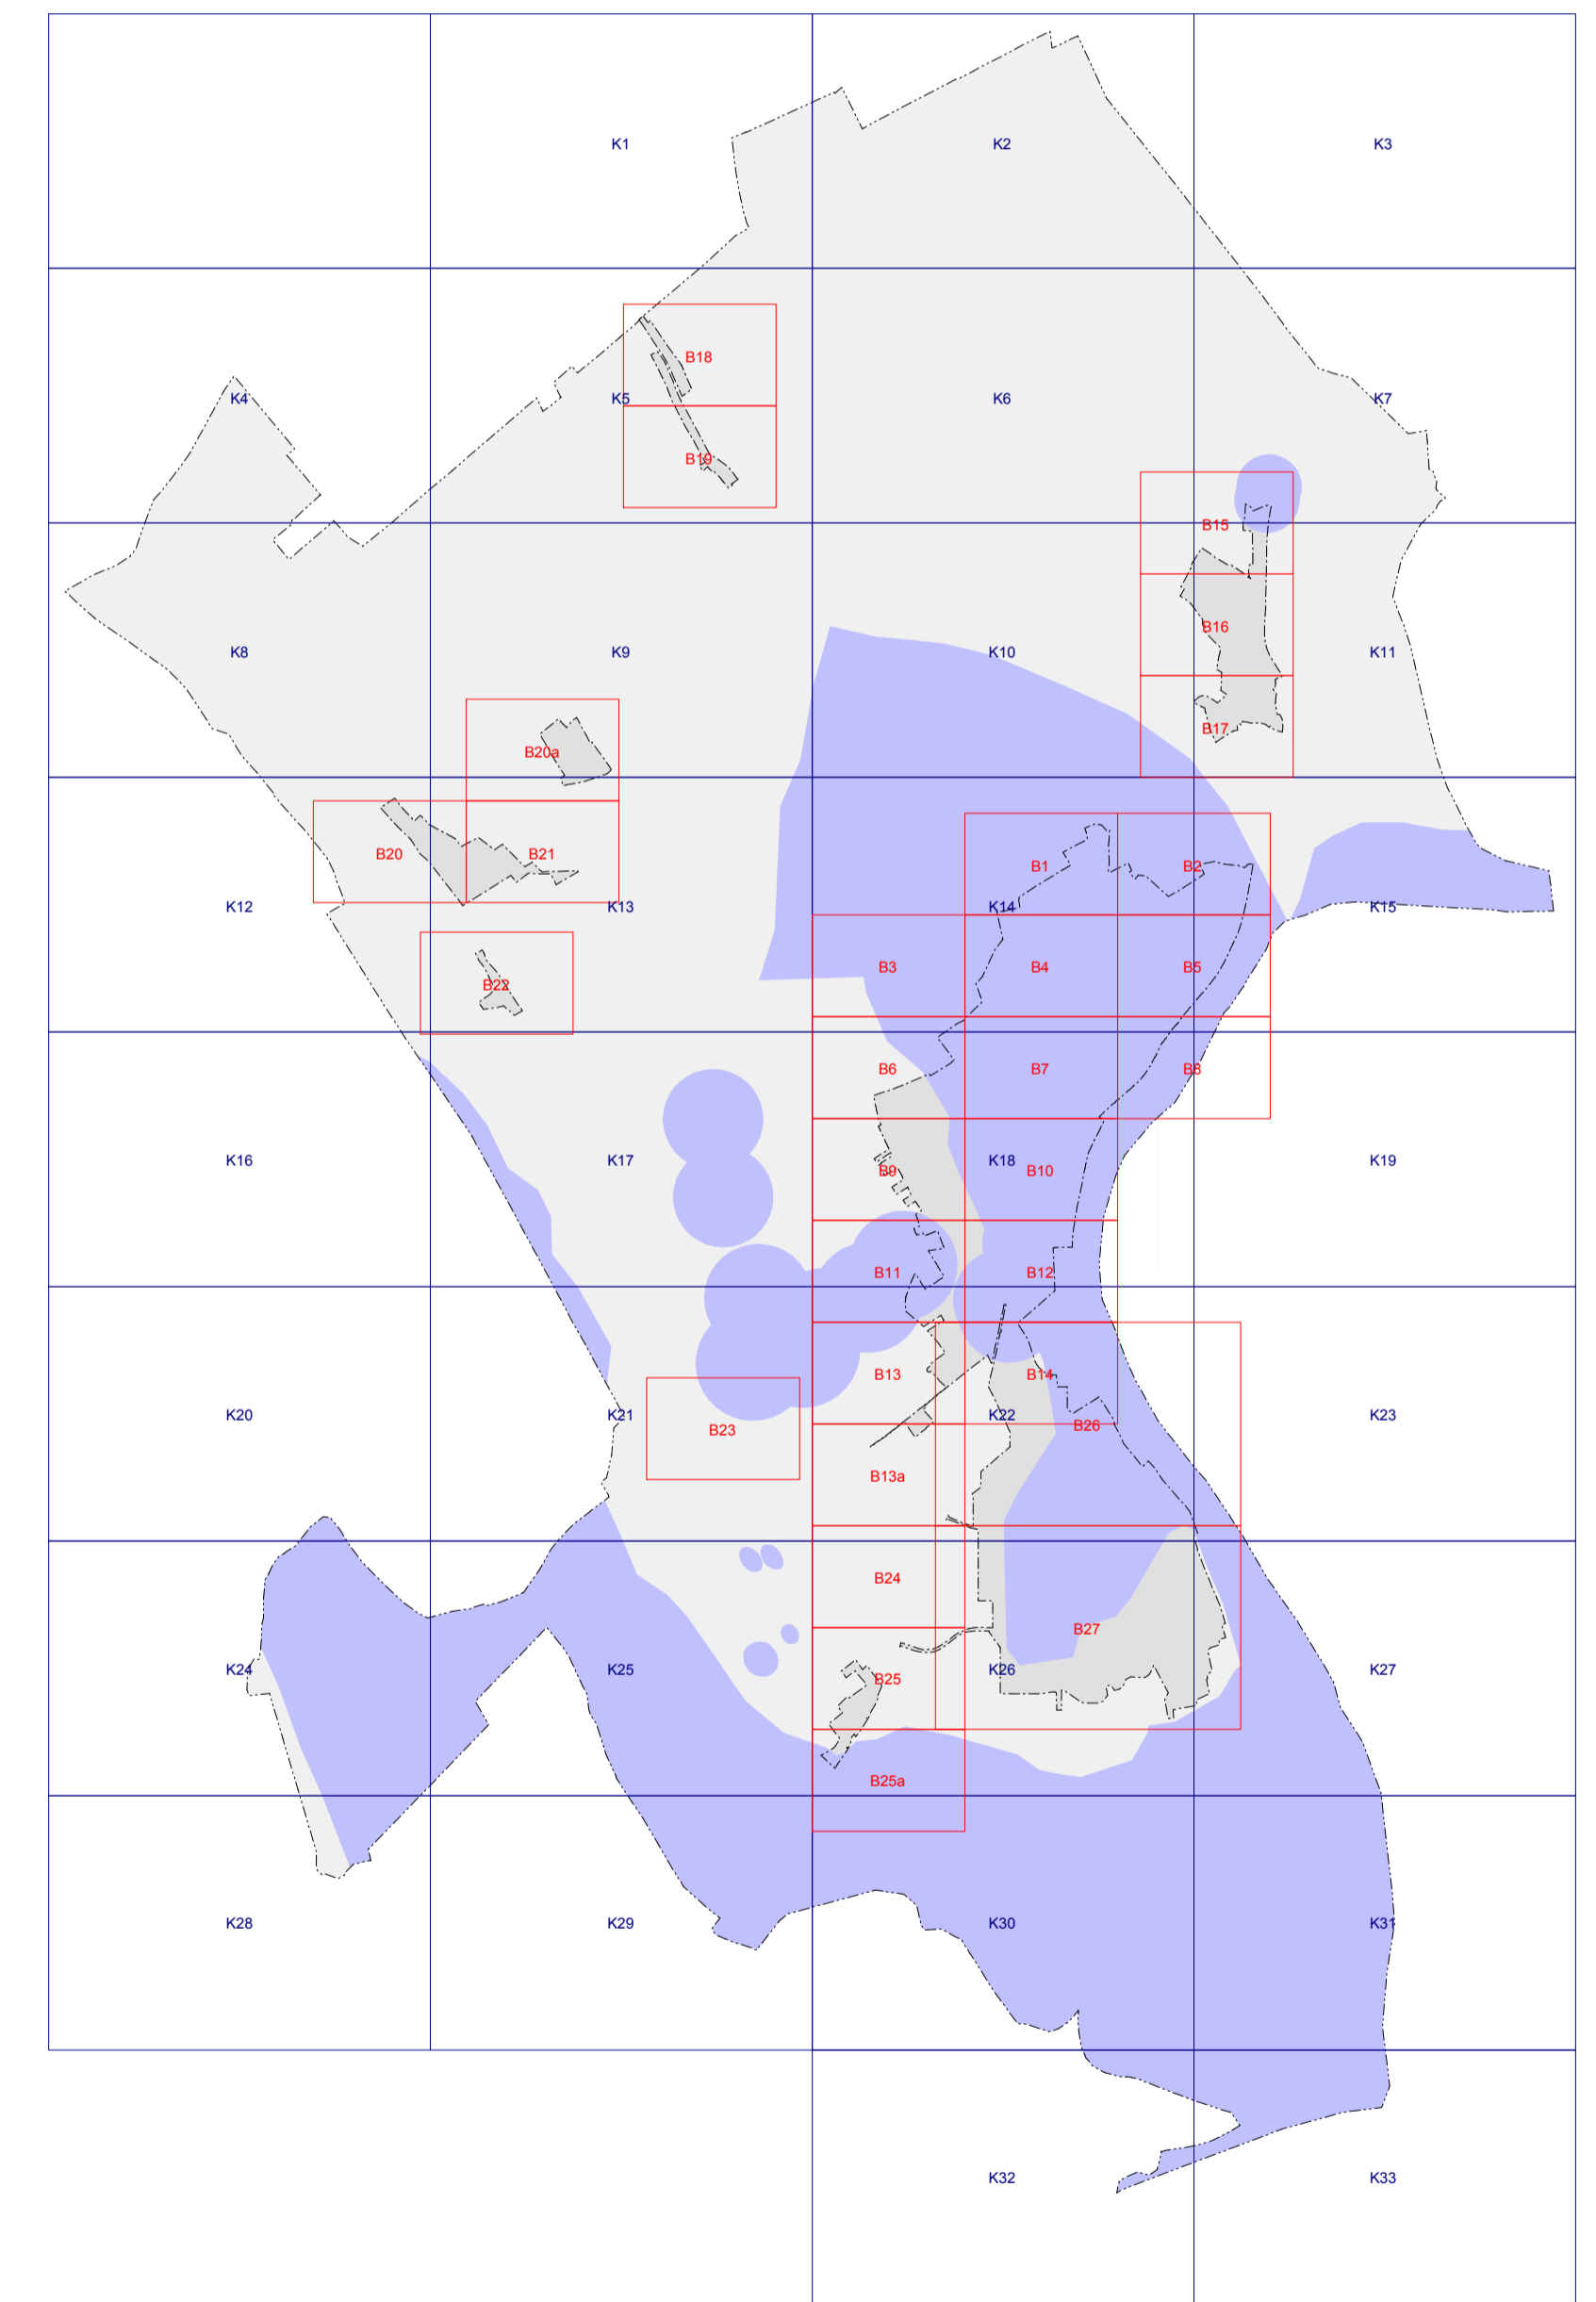 K1 K2 K3
B18
K4 K5 K6 K7
B19
B15
B16
K8 K9 K10 K11
B17
B20a
B20 B21 B1 B2
K12 K13 K14 K15
B3 B4 B5
B22
B6 B7 B8
K16 K17 K18 K19
B9 B10
B11 B12
B13 B14
K20 K21 K22 K23
B23 B26
B13a
B24
B27
K24 K25 B25 K26 K27
B25a
K28 K29 K30 K31
K32 K33